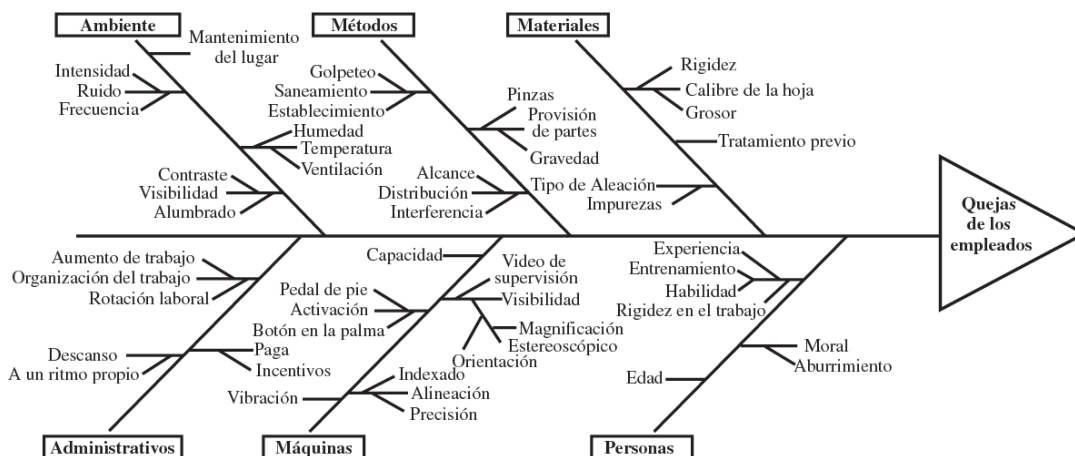 Ambiente
Métodos
Materiales
Mantenimiento
del lugar
Intensidad
Ruido
Frecuencia
Humedad
Temperatura
Ventilación
Contraste
Visibilidad
Alumbrado
Golpeteo
Saneamiento
Establecimiento
Pinzas
Provisión
de partes
Gravedad
Alcance
Distribución
Interferencia
Rigidez
Calibre de la hoja
Grosor
Tratamiento previo
Tipo de Aleación
Impurezas
Quejas
de los
empleados
Aumento de trabajo
Organización del trabajo
Rotación laboral
Descanso
A un ritmo propio
Paga
Incentivos
Capacidad
Video de
supervisión
Visibilidad
Pedal de pie
Activación
Botón en la palma
Magnificación
Estereoscópico
Orientación
Vibración
Indexado
Alineación
Precisión
Experiencia
Entrenamiento
Habilidad
Rigidez en el trabajo
Moral
Aburrimiento
Edad
Administrativos
Máquinas
Personas